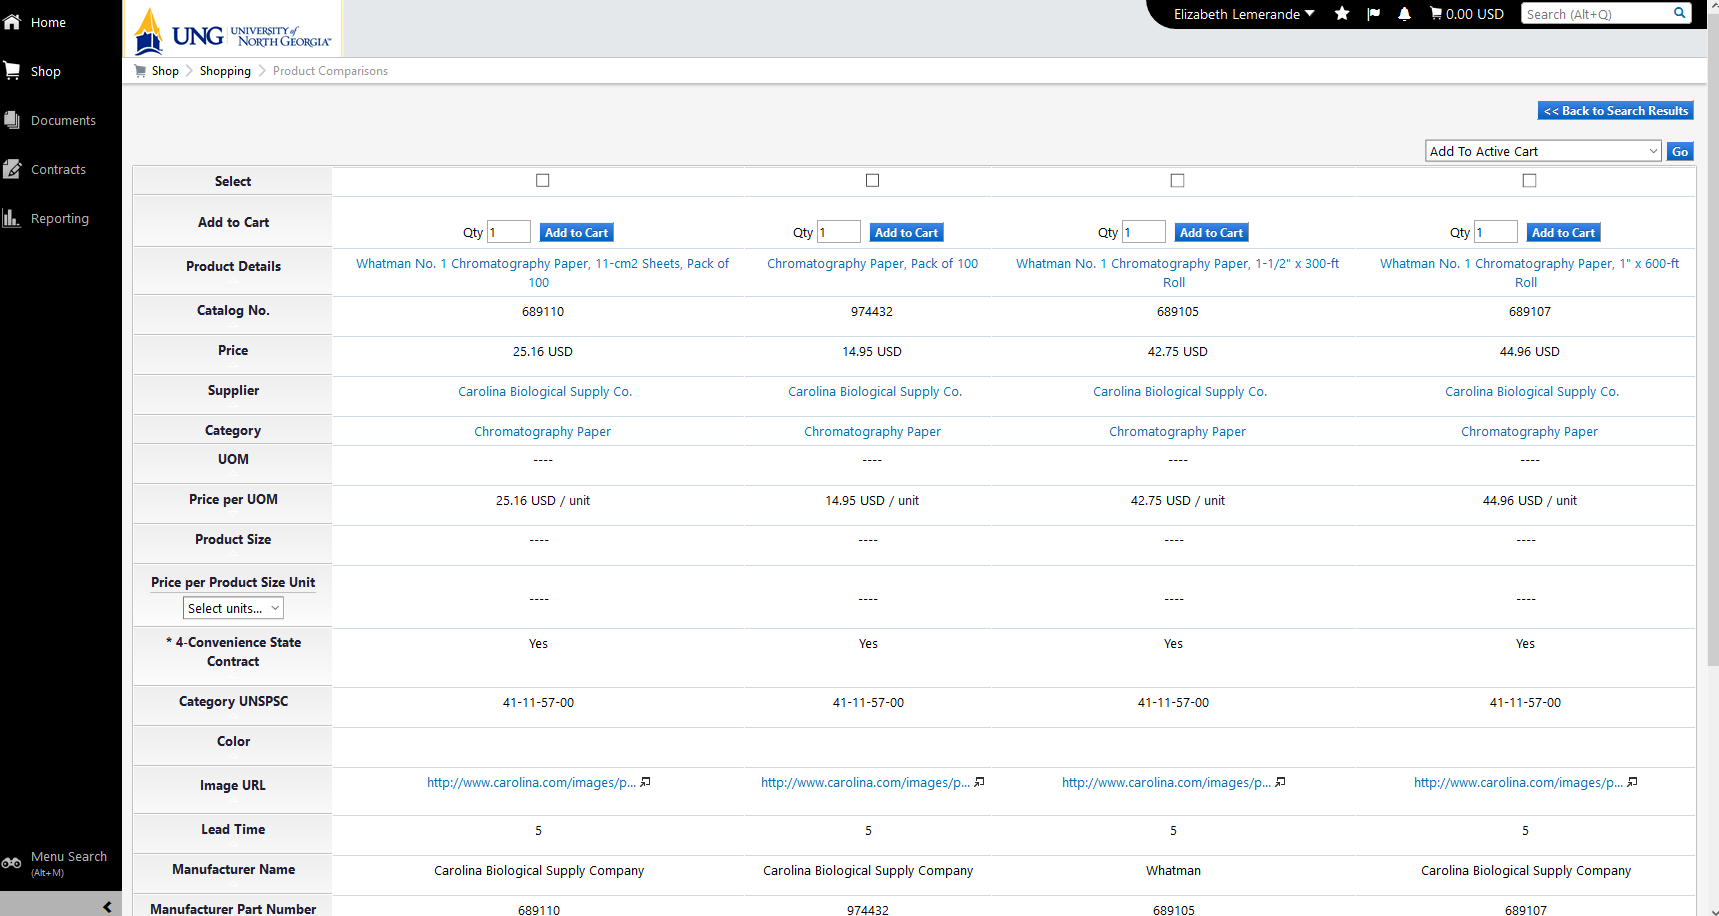 Home
Shop
Documents
Contracts
Reporting
Menu Search
(Alt+M)
UNG UNIVERSITY of NORTH GEORGIA™
Elizabeth Lemerande
0.00 USD
Search (Alt+Q)
Shop Shopping Product Comparisons
<< Back to Search Results
Add To Active Cart Go
Select
Add to Cart Qty 1 Add to Cart Qty 1 Add to Cart Qty 1 Add to Cart Qty 1 Add to Cart
Product Details Whatman No. 1 Chromatography Paper, 11-cm2 Sheets, Pack of 100 Chromatography Paper, Pack of 100 Whatman No. 1 Chromatography Paper, 1-1/2" x 300-ft Roll Whatman No. 1 Chromatography Paper, 1" x 600-ft Roll
Catalog No. 689110 974432 689105 689107
Price 25.16 USD 14.95 USD 42.75 USD 44.96 USD
Supplier Carolina Biological Supply Co. Carolina Biological Supply Co. Carolina Biological Supply Co. Carolina Biological Supply Co.
Category Chromatography Paper Chromatography Paper Chromatography Paper Chromatography Paper
UOM ---- ---- ---- ----
Price per UOM 25.16 USD / unit 14.95 USD / unit 42.75 USD / unit 44.96 USD / unit
Product Size ---- ---- ---- ----
Price per Product Size Unit
Select units... ---- ---- ---- ----
* 4-Convenience State Contract Yes Yes Yes Yes
Category UNSPSC 41-11-57-00 41-11-57-00 41-11-57-00 41-11-57-00
Color
Image URL http://www.carolina.com/images/p... http://www.carolina.com/images/p... http://www.carolina.com/images/p... http://www.carolina.com/images/p...
Lead Time 5 5 5 5
Manufacturer Name Carolina Biological Supply Company Carolina Biological Supply Company Whatman Carolina Biological Supply Company
Manufacturer Part Number 689110 974432 689105 689107